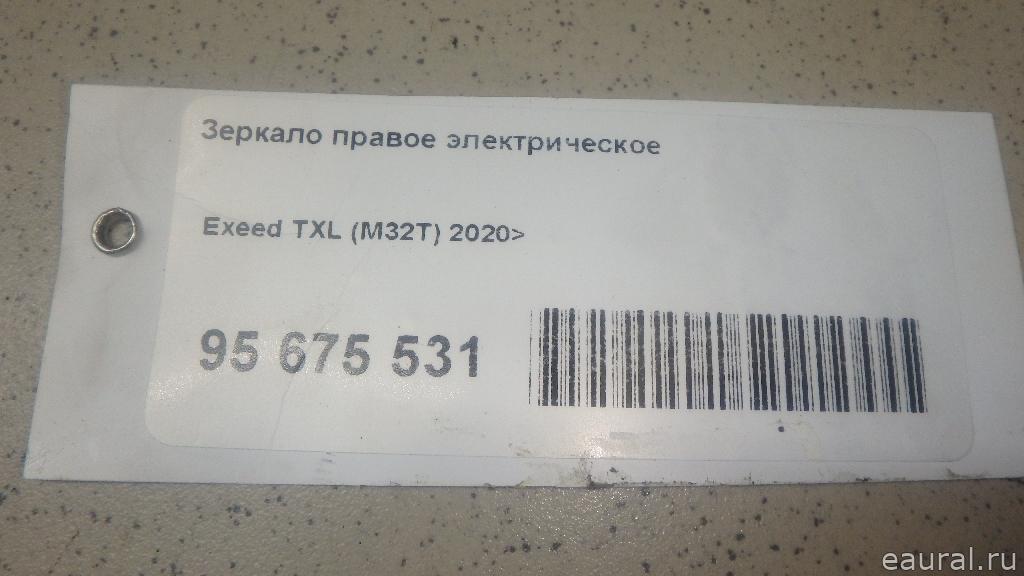 Зеркало правое электрическое
Exeed TXL (M32T) 2020>
95 675 531
eaural.ru